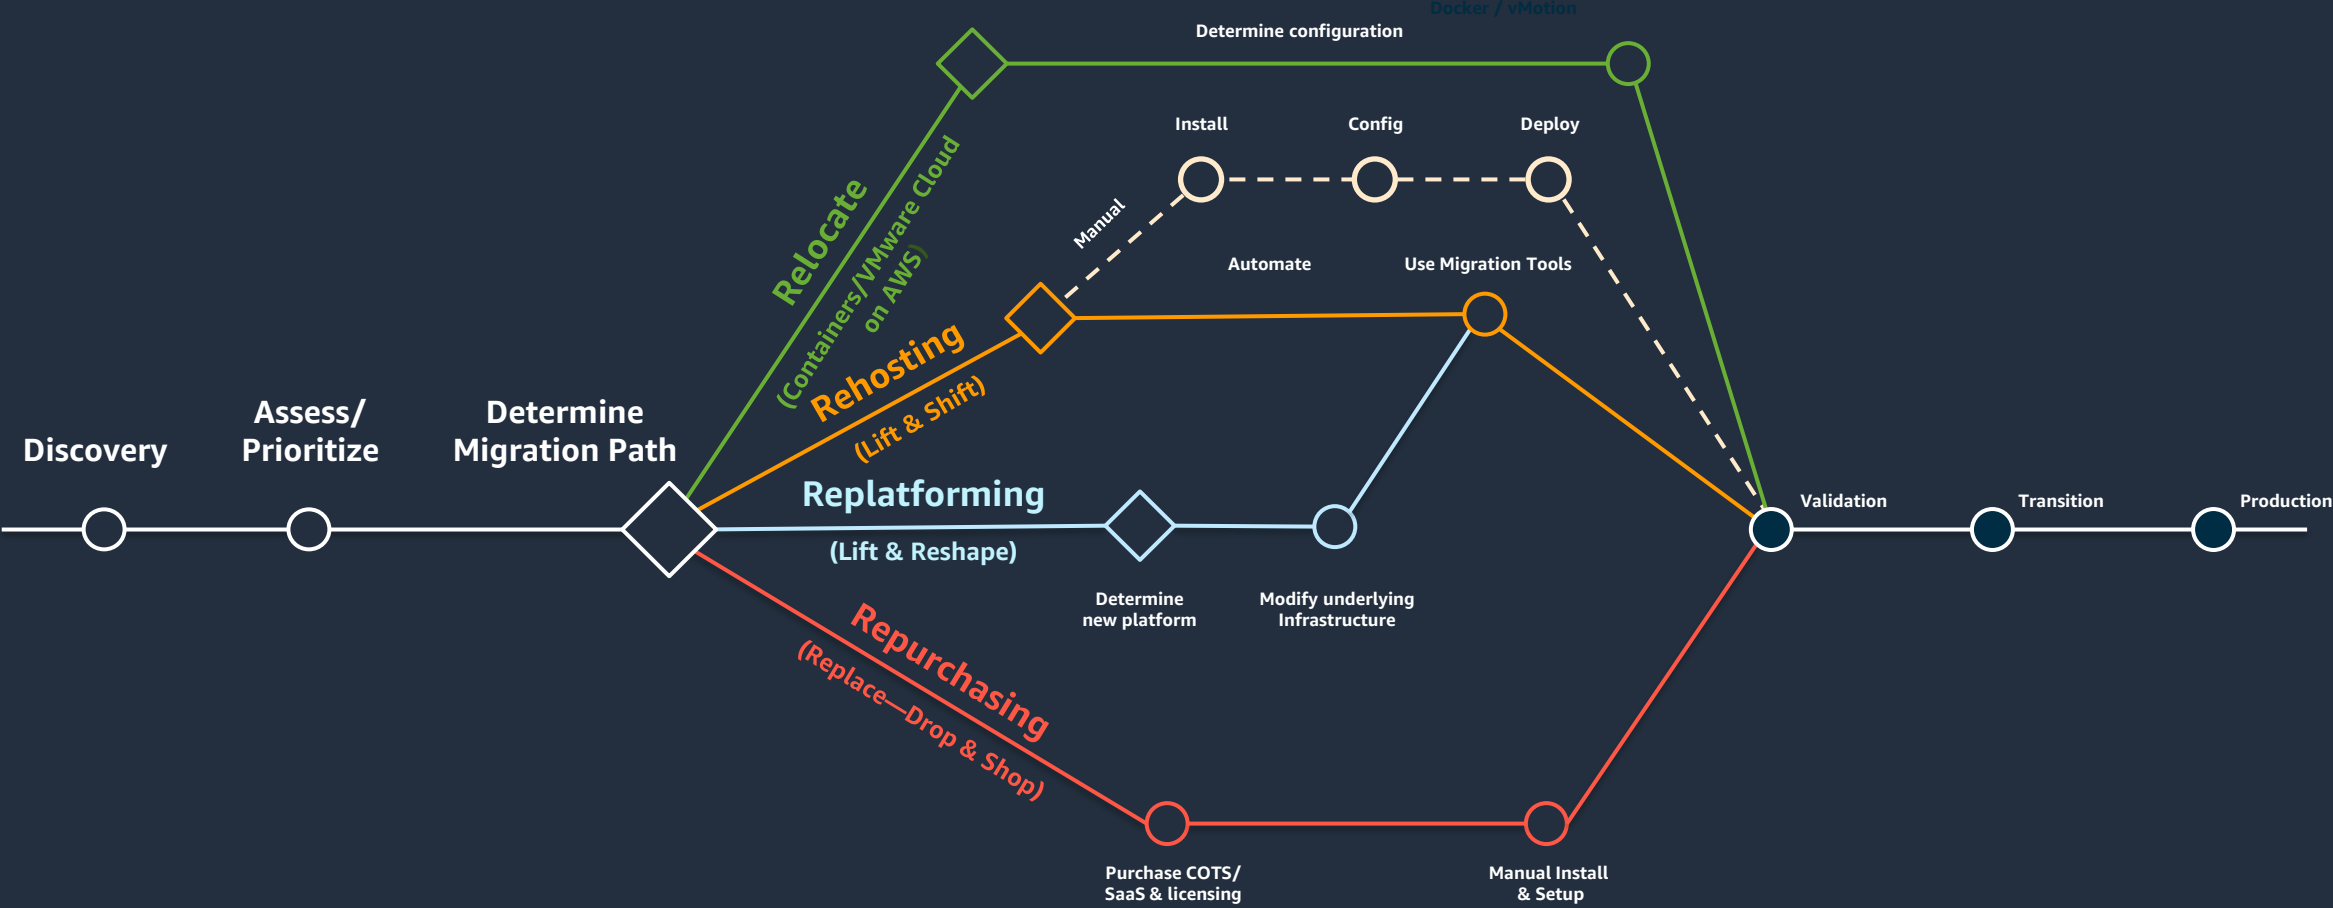 Docker / vMotion
Determine configuration
Install
Config
Deploy
Manual
Relocate
(Containers/VMware Cloud
on AWS)
Automate
Use Migration Tools
Rehosting
(Lift & Shift)
Discovery
Assess/
Prioritize
Determine
Migration Path
Replatforming
(Lift & Reshape)
Determine
new platform
Modify underlying
Infrastructure
Validation
Transition
Production
Repurchasing
(Replace—Drop & Shop)
Purchase COTS/
SaaS & licensing
Manual Install
& Setup